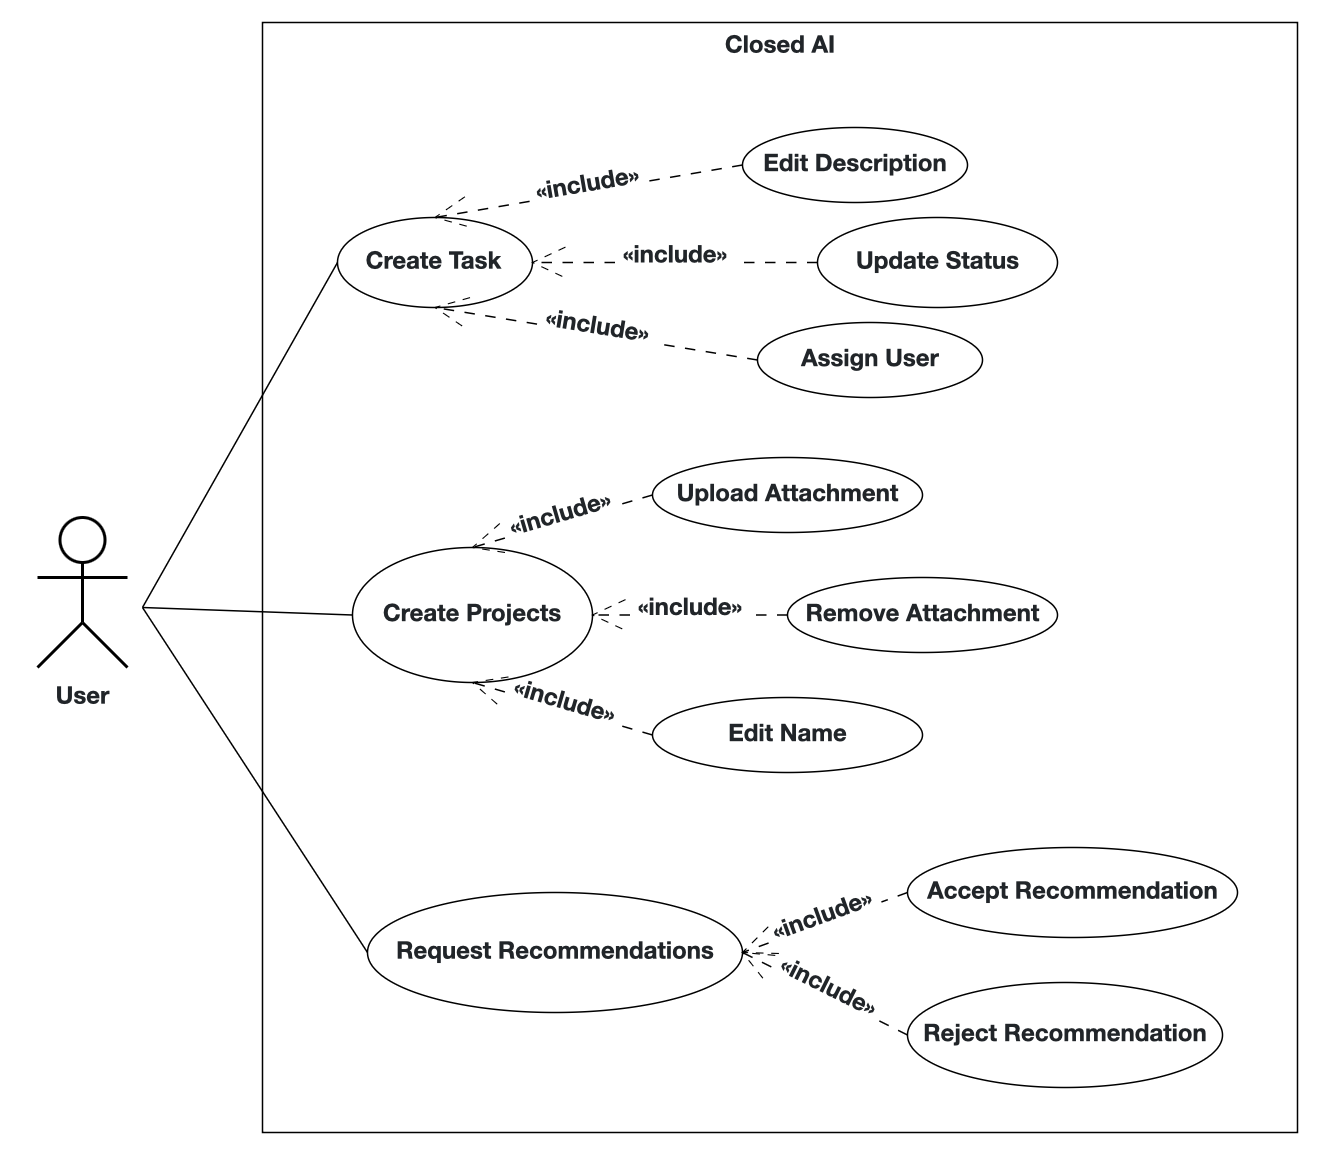 Closed AI
Edit Description
«include»
Create Task
«include»
Update Status
«include»
Assign User
Upload Attachment
«include»
Create Projects
«include»
Remove Attachment
«include»
Edit Name
User
Accept Recommendation
«include»
Request Recommendations
«include»
Reject Recommendation